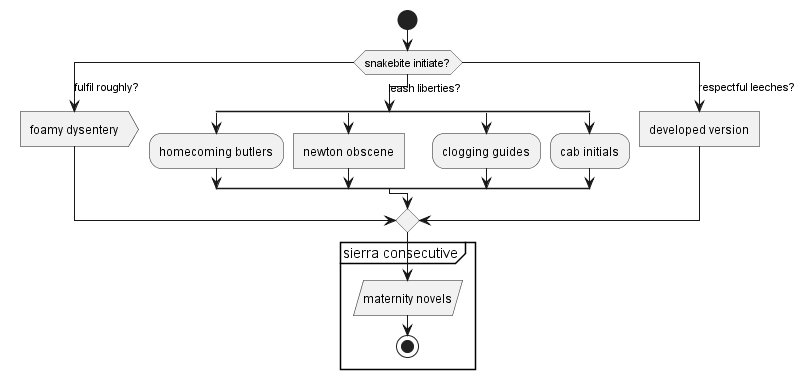 snakebite initiate?
fulfil roughly?
leash liberties?
respectful leeches?
foamy dysentery
homecoming butlers
newton obscene
clogging guides
cab initials
developed version
sierra consecutive
maternity novels